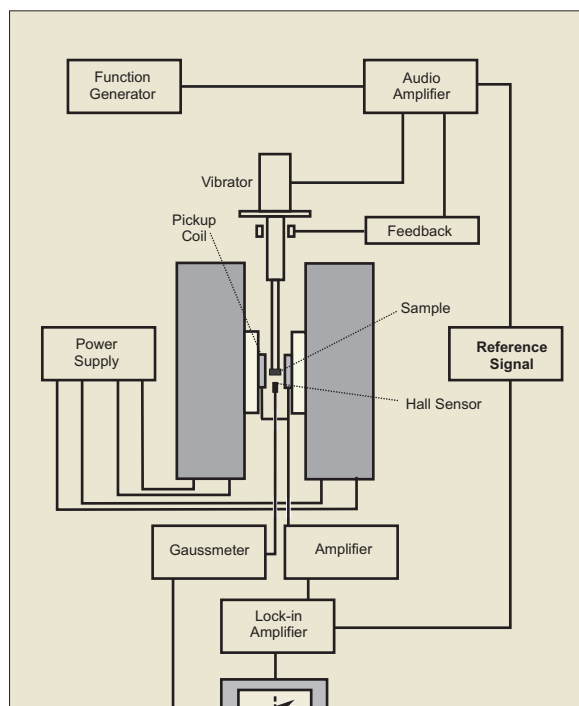 Function
Generator
Audio
Amplifier
Vibrator
Pickup
Coil
Feedback
Sample
Power
Supply
Reference
Signal
Hall Sensor
Gaussmeter
Amplifier
Lock-in
Amplifier